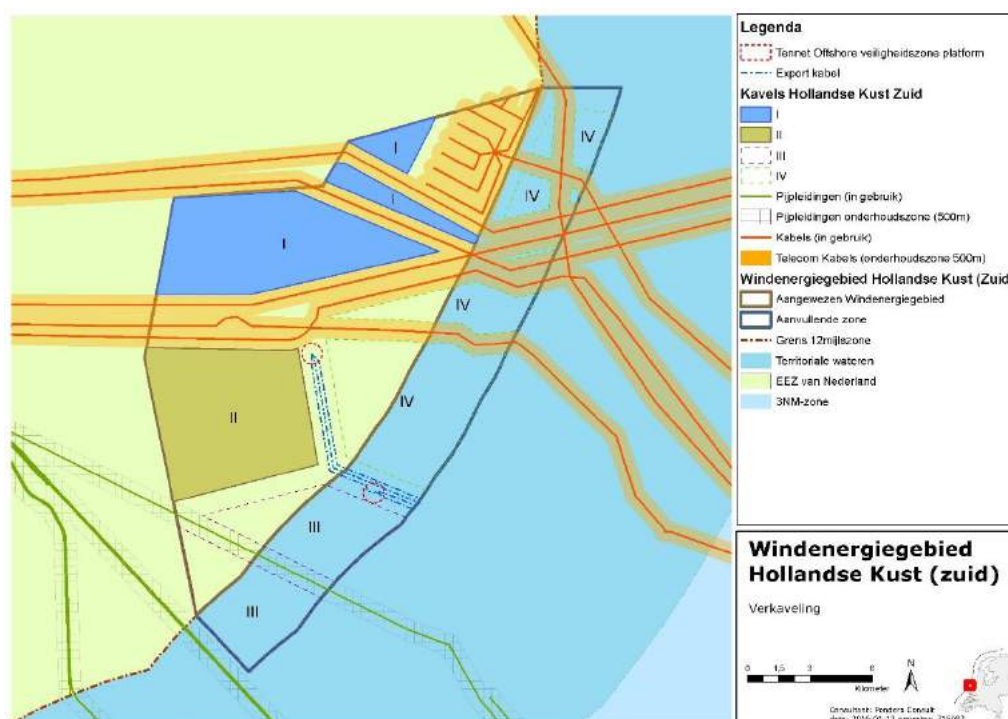 Legenda
Tennet Offshore veiligheidszone platform
Export kabel
Kavels Hollandse Kust Zuid
I
II
III
IV
Pijpleidingen (in gebruik)
Pijpleidingen onderhoudszone (500m)
Kabels (in gebruik)
Telecom Kabels (onderhoudszone 500m)
Windenergiegebied Hollandse Kust (Zuid
Aangewezen Windenergiegebied
Aanvullende zone
Grens 12mijlszone
Territoriale wateren
EEZ van Nederland
3NM-zone
I
IV
I
IV
I
IV
II
IV
III
III
Windenergiegebied
Hollandse Kust (zuid)
Verkaveling
0 1,5 3 6
Kilometer
N
Consultant: Ponders Consult